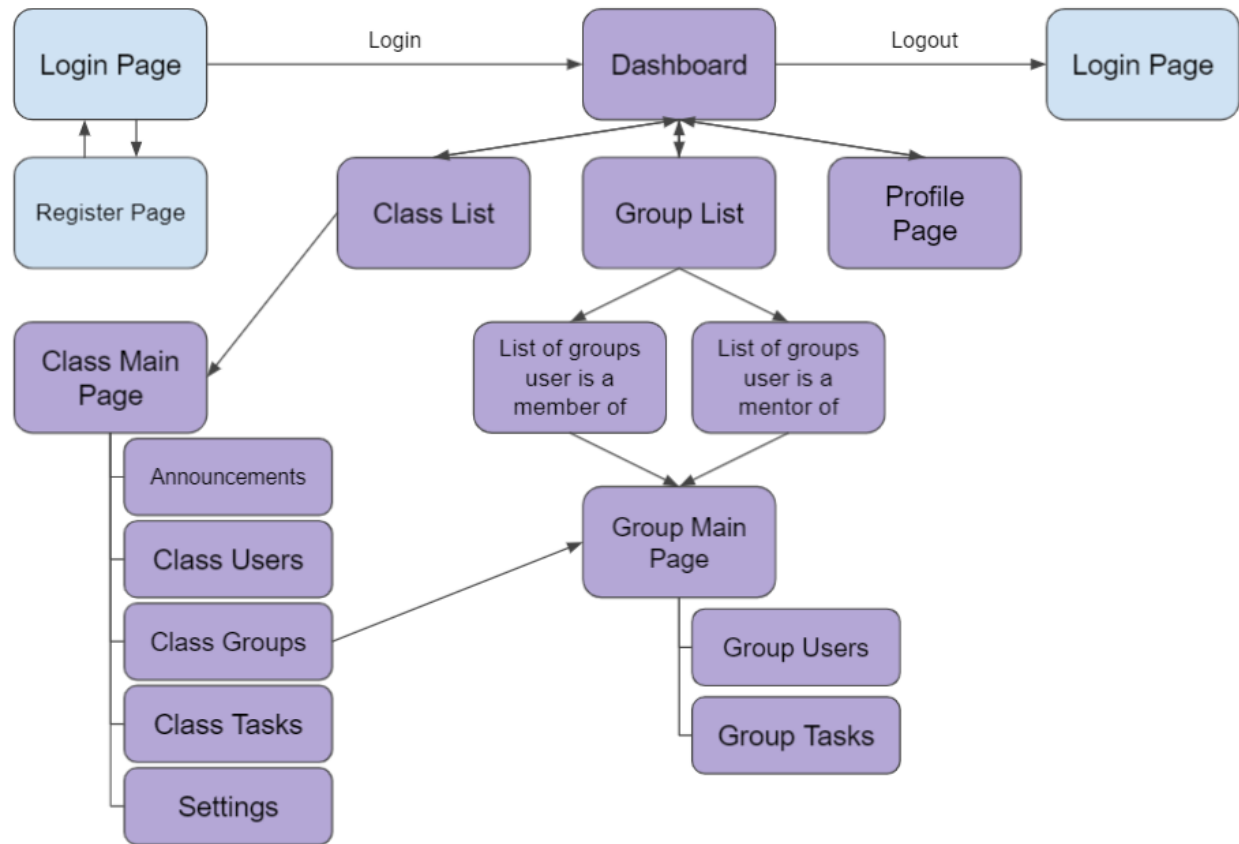 Login Page
Login
Dashboard
Logout
Login Page
Register Page
Class List
Group List
Profile
Page
Class Main
Page
List of groups
user is a
member of
List of groups
user is a
mentor of
Announcements
Class Users
Class Groups
Class Tasks
Settings
Group Main
Page
Group Users
Group Tasks